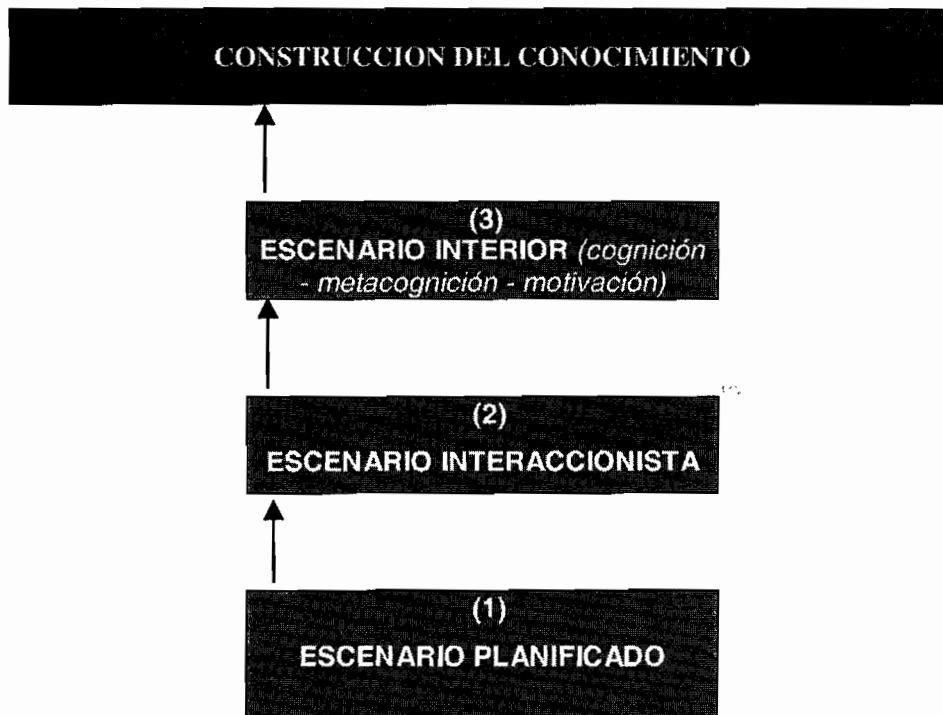 CONSTRUCCION DEL CONOCIMIENTO
(3)
ESCENARIO INTERIOR (cognición
- metacognición - motivación)
(2)
ESCENARIO INTERACCIONISTA
(1)
ESCENARIO PLANIFICADO